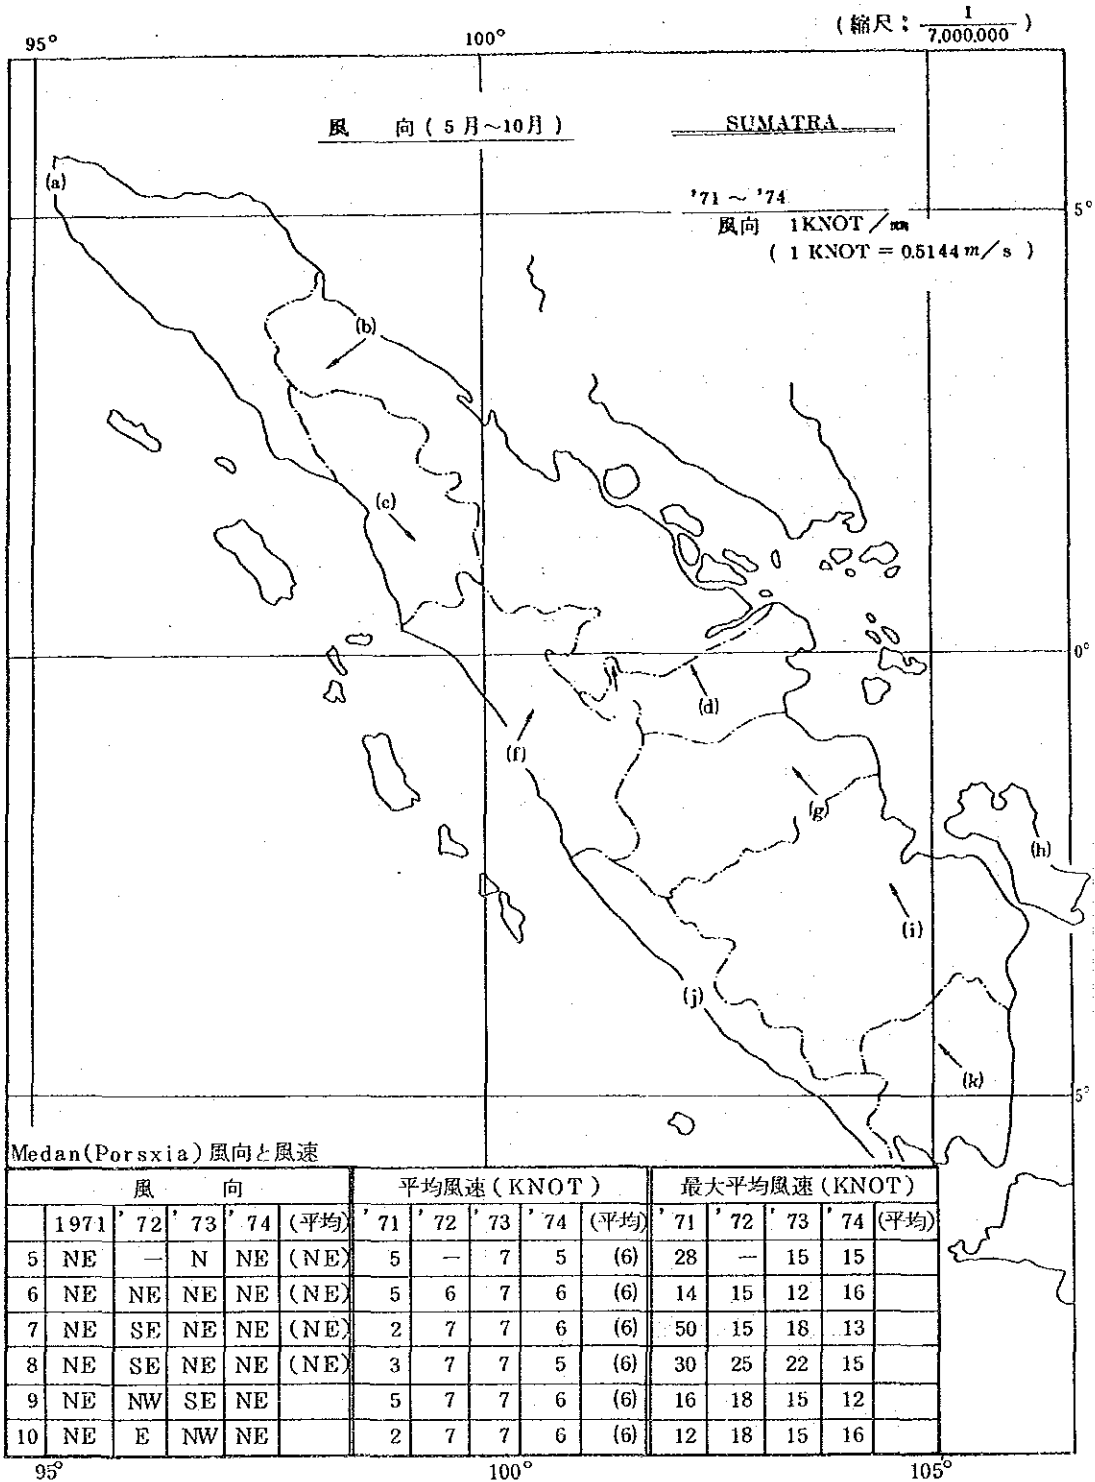 (縮尺; 1/7,000,000)
95° 100°
風 向 ( 5月~10月 ) SUMATRA
(a)
'71 ~ '74
5°
風向 1KNOT/mm
( 1 KNOT = 0.5144 m/s )
(b)
(c)
0°
(d)
(f)
(g)
(h)
(i)
(j)
(k)
5°
Medan(Porsxia)風向と風速
風 向 平均風速 (KNOT) 最大平均風速 (KNOT)
1971 '72 '73 '74 (平均) '71 '72 '73 '74 (平均) '71 '72 '73 '74 (平均)
5 NE — N NE (NE) 5 — 7 5 (6) 28 — 15 15
6 NE NE NE NE (NE) 5 6 7 6 (6) 14 15 12 16
7 NE SE NE NE (NE) 2 7 7 6 (6) 50 15 18 13
8 NE SE NE NE (NE) 3 7 7 5 (6) 30 25 22 15
9 NE NW SE NE 5 7 7 6 (6) 16 18 15 12
10 NE E NW NE 2 7 7 6 (6) 12 18 15 16
95° 100° 105°